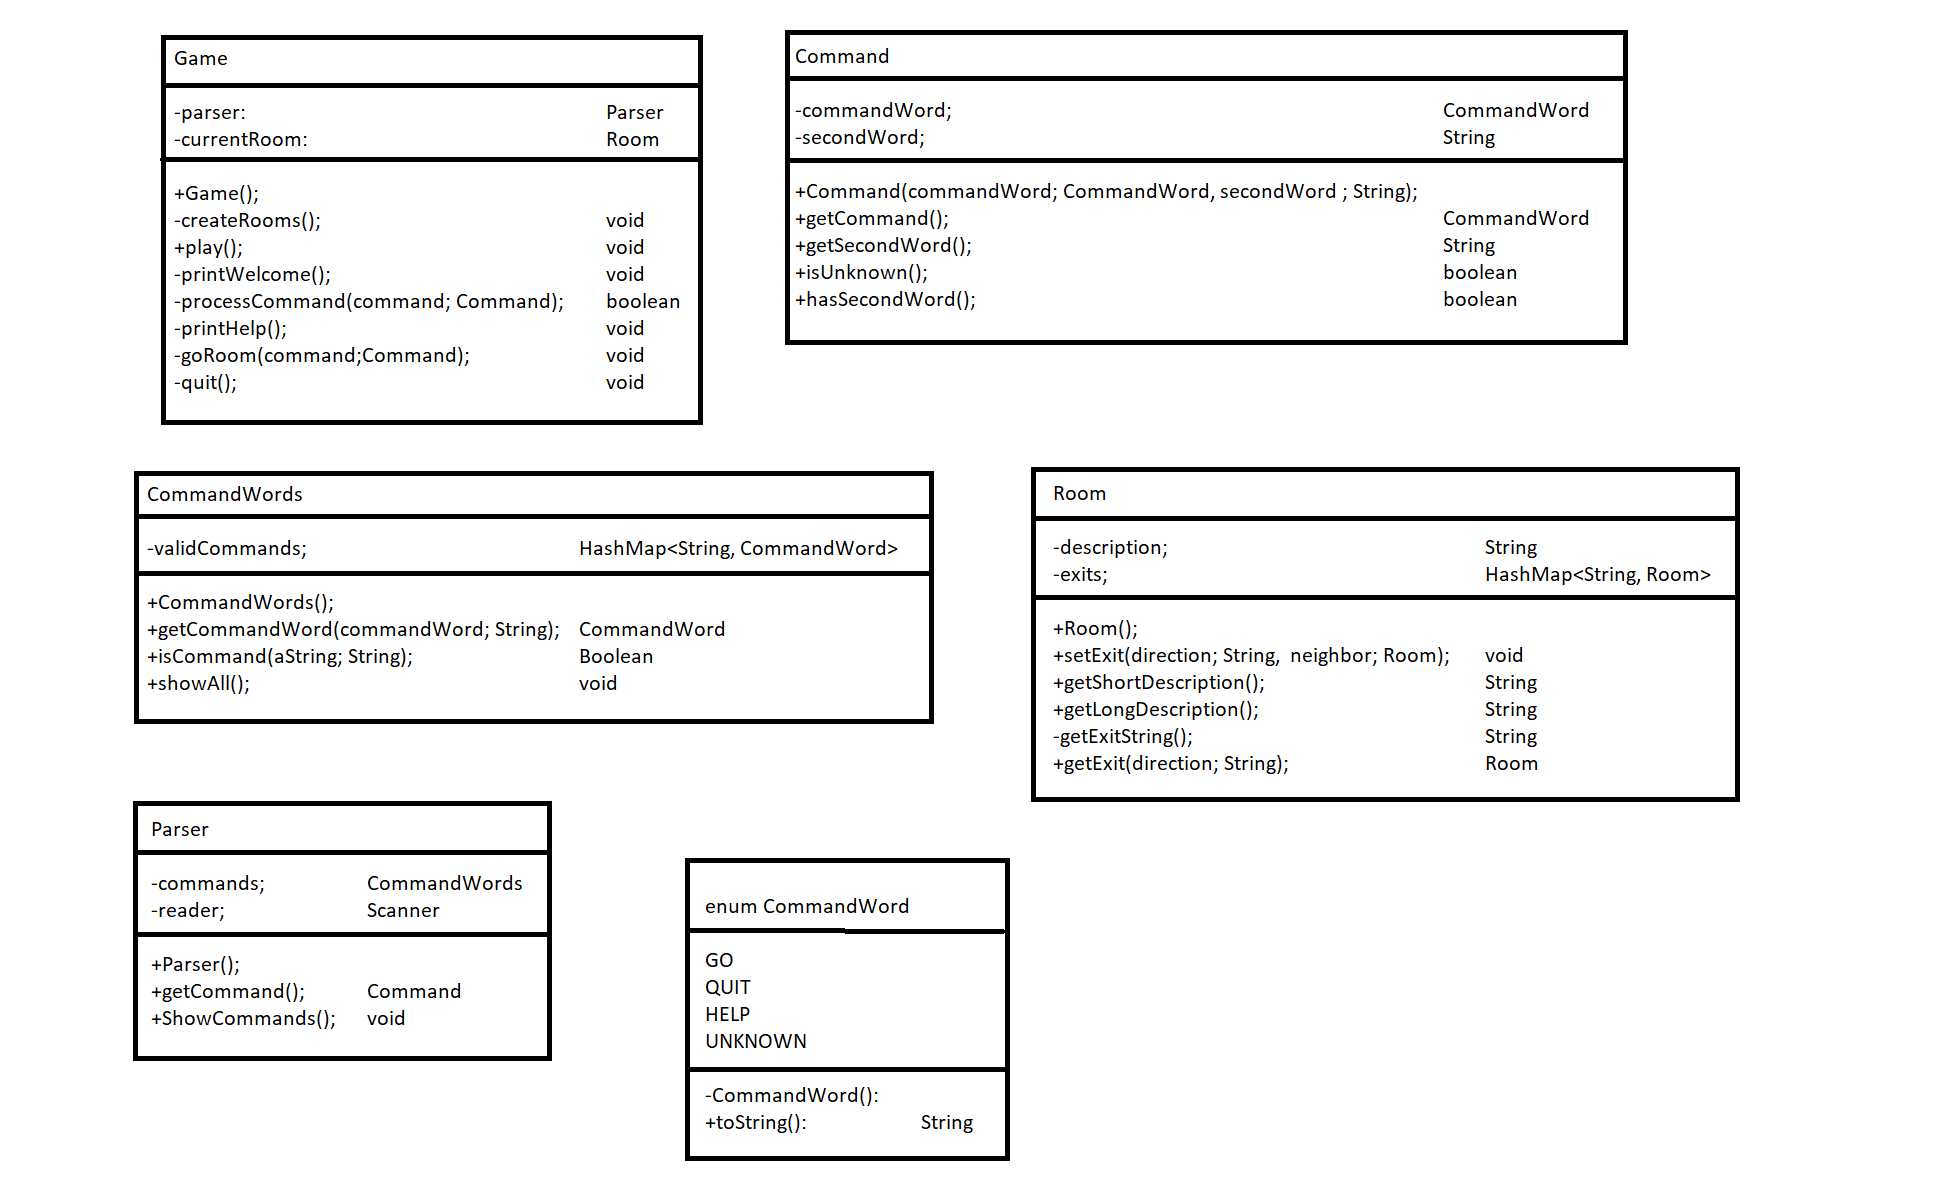 Game
-parser: Parser
-currentRoom: Room
+Game();
-createRooms(); void
+play(); void
-printWelcome(); void
-processCommand(command; Command); boolean
-printHelp(); void
-goRoom(command;Command); void
-quit(); void
Command
-commandWord; CommandWord
-secondWord; String
+Command(commandWord; CommandWord, secondWord ; String);
+getCommand(); CommandWord
+getSecondWord(); String
+isUnknown(); boolean
+hasSecondWord(); boolean
CommandWords
-validCommands; HashMap<String, CommandWord>
+CommandWords();
+getCommandWord(commandWord; String); CommandWord
+isCommand(aString; String); Boolean
+showAll(); void
Room
-description; String
-exits; HashMap<String, Room>
+Room();
+setExit(direction; String, neighbor; Room); void
+getShortDescription(); String
+getLongDescription(); String
-getExitString(); String
+getExit(direction; String); Room
Parser
-commands; CommandWords
-reader; Scanner
+Parser();
+getCommand(); Command
+ShowCommands(); void
enum CommandWord
GO
QUIT
HELP
UNKNOWN
-CommandWord():
+toString(): String